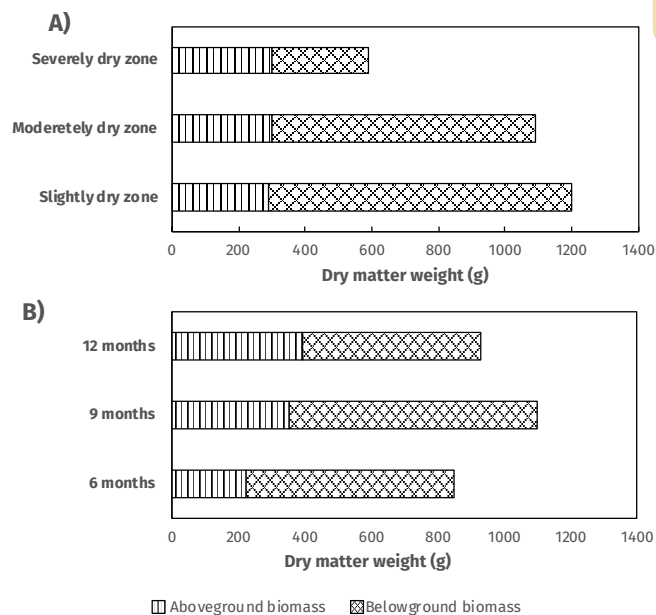 A)
Severely dry zone
Moderetely dry zone
Slightly dry zone
0 200 400 600 800 1000 1200 1400
Dry matter weight (g)
B)
12 months
9 months
6 months
0 200 400 600 800 1000 1200 1400
Dry matter weight (g)
Aboveground biomass Belowground biomass